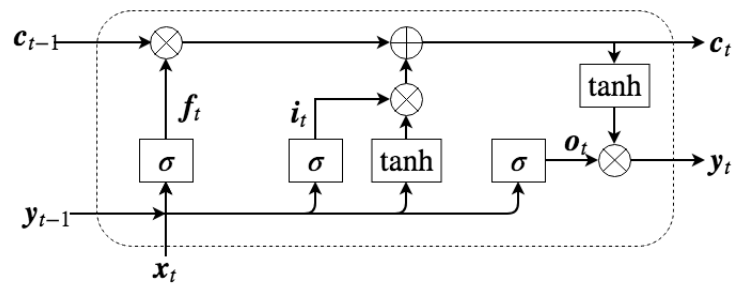 c_{t-1} c_t
tanh
f_t i_t
o_t
σ σ tanh σ y_t
y_{t-1}
x_t